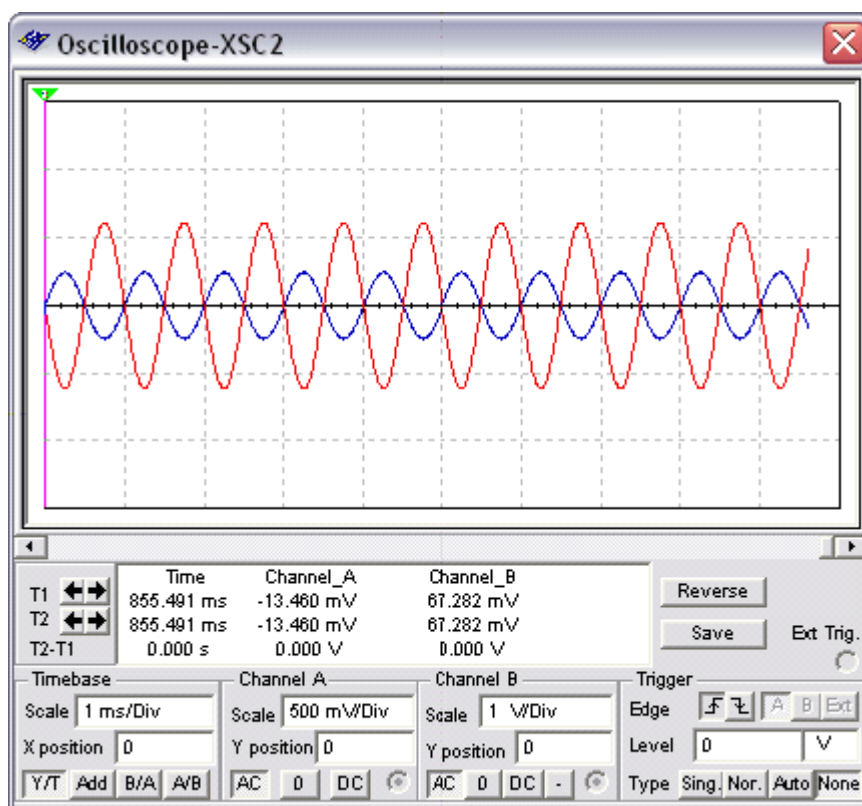 Oscilloscope-XSC2
Time Channel_A Channel_B
T1 855.491 ms -13.460 mV 67.282 mV
T2 855.491 ms -13.460 mV 67.282 mV
T2-T1 0.000 s 0.000 V 0.000 V
Reverse
Save
Ext Trig.
Timebase
Scale 1 ms/Div
X position 0
Y/T Add B/A A/B
Channel A
Scale 500 mV/Div
Y position 0
AC 0 DC
Channel B
Scale 1 V/Div
Y position 0
AC 0 DC -
Trigger
Edge A B Ext
Level 0 V
Type Sing. Nor. Auto None